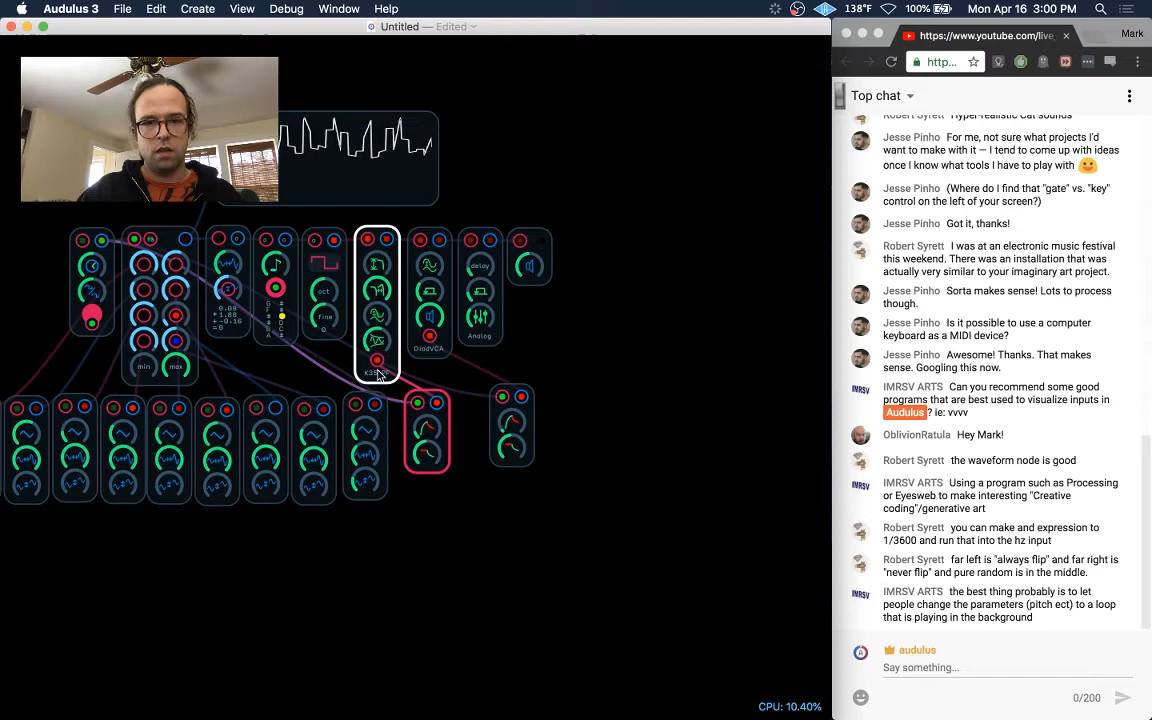 Audulus 3 File Edit Create View Debug Window Help 138°F 100% Mon Apr 16 3:00 PM
Untitled — Edited
https://www.youtube.com/live_ Mark
http...
Top chat
Robert Syrett Hyper-realistic Cat sounds
Jesse Pinho For me, not sure what projects I'd
want to make with it — I tend to come up with ideas
once I know what tools I have to play with
Jesse Pinho (Where do I find that "gate" vs. "key"
control on the left of your screen?)
Jesse Pinho Got it, thanks!
Robert Syrett I was at an electronic music festival
this weekend. There was an installation that was
actually very similar to your imaginary art project.
Jesse Pinho Sorta makes sense! Lots to process
though.
Jesse Pinho Is it possible to use a computer
keyboard as a MIDI device?
Jesse Pinho Awesome! Thanks. That makes
sense. Googling this now.
IMRSV ARTS Can you recommend some good
programs that are best used to visualize inputs in
Audulus ? ie: vvvv
OblivionRatula Hey Mark!
Robert Syrett the waveform node is good
IMRSV ARTS Using a program such as Processing
or Eyesweb to make interesting "Creative
coding"/generative art
Robert Syrett you can make and expression to
1/3600 and run that into the hz input
Robert Syrett far left is "always flip" and far right is
"never flip" and pure random is in the middle.
IMRSV ARTS the best thing probably is to let
people change the parameters (pitch ect) to a loop
that is playing in the background
audulus
Say something...
0/200
min max
oct
fine
0
delay
DiodVCA
Analog
CPU: 10.40%